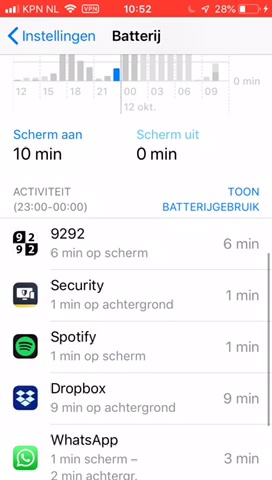 KPN NL VPN 10:52 28%
Instellingen Batterij
0 min
12 15 18 21 00 03 06 09
12 okt.
Scherm aan Scherm uit
10 min 0 min
ACTIVITEIT TOON
(23:00-00:00) BATTERIJGEBRUIK
9292
6 min op scherm
6 min
Security
1 min op achtergrond
1 min
Spotify
1 min op scherm
1 min
Dropbox
9 min op achtergrond
9 min
WhatsApp
1 min scherm –
2 min achtergr.
3 min